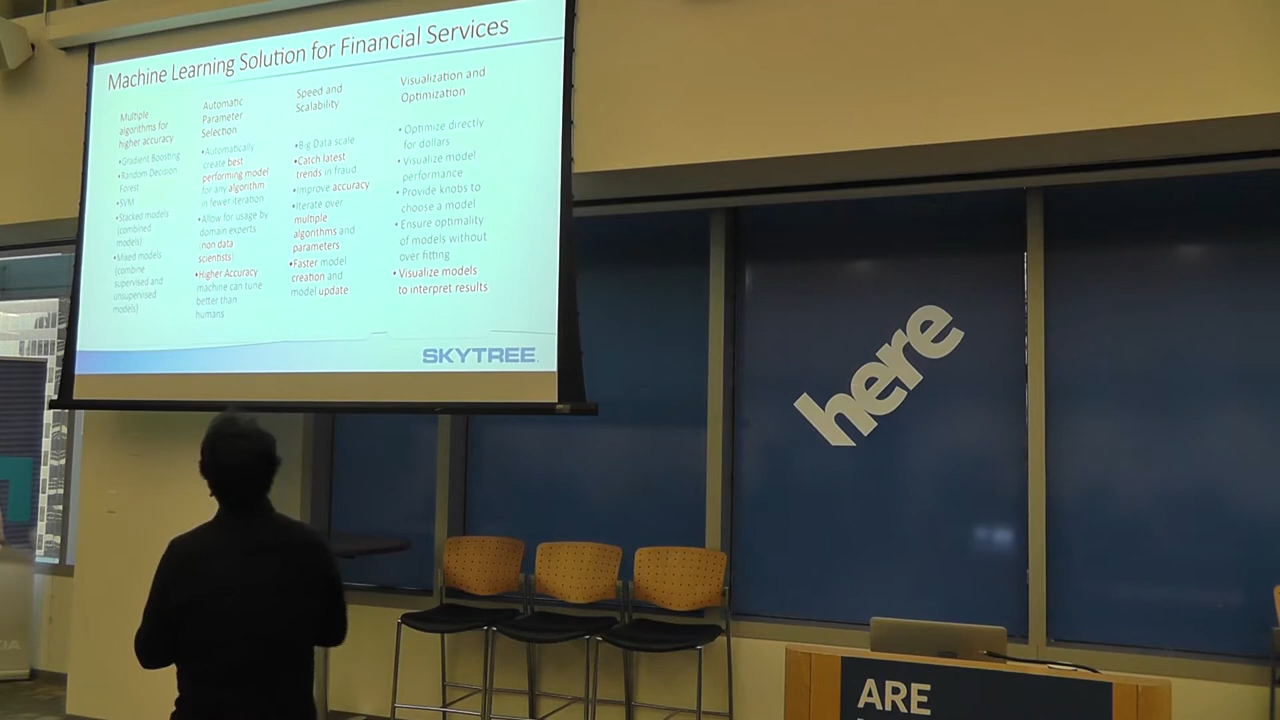 Machine Learning Solution for Financial Services
Multiple
algorithms for
higher accuracy
•Gradient Boosting
•Random Decision
Forest
•SVM
•Stacked models
(combined
models)
•Mixed models
(combine
supervised and
unsupervised
models)
Automatic
Parameter
Selection
•Automatically
create best
performing model
for any algorithm
in fewer iteration
•Allow for usage by
domain experts
(non data
scientists)
•Higher Accuracy
machine can tune
better than
humans
Speed and
Scalability
•Big Data scale
•Catch latest
trends in fraud
•Improve accuracy
•Iterate over
multiple
algorithms and
parameters
•Faster model
creation and
model update
Visualization and
Optimization
•Optimize directly
for dollars
•Visualize model
performance
•Provide knobs to
choose a model
•Ensure optimality
of models without
over fitting
•Visualize models
to interpret results
SKYTREE
here
ARE